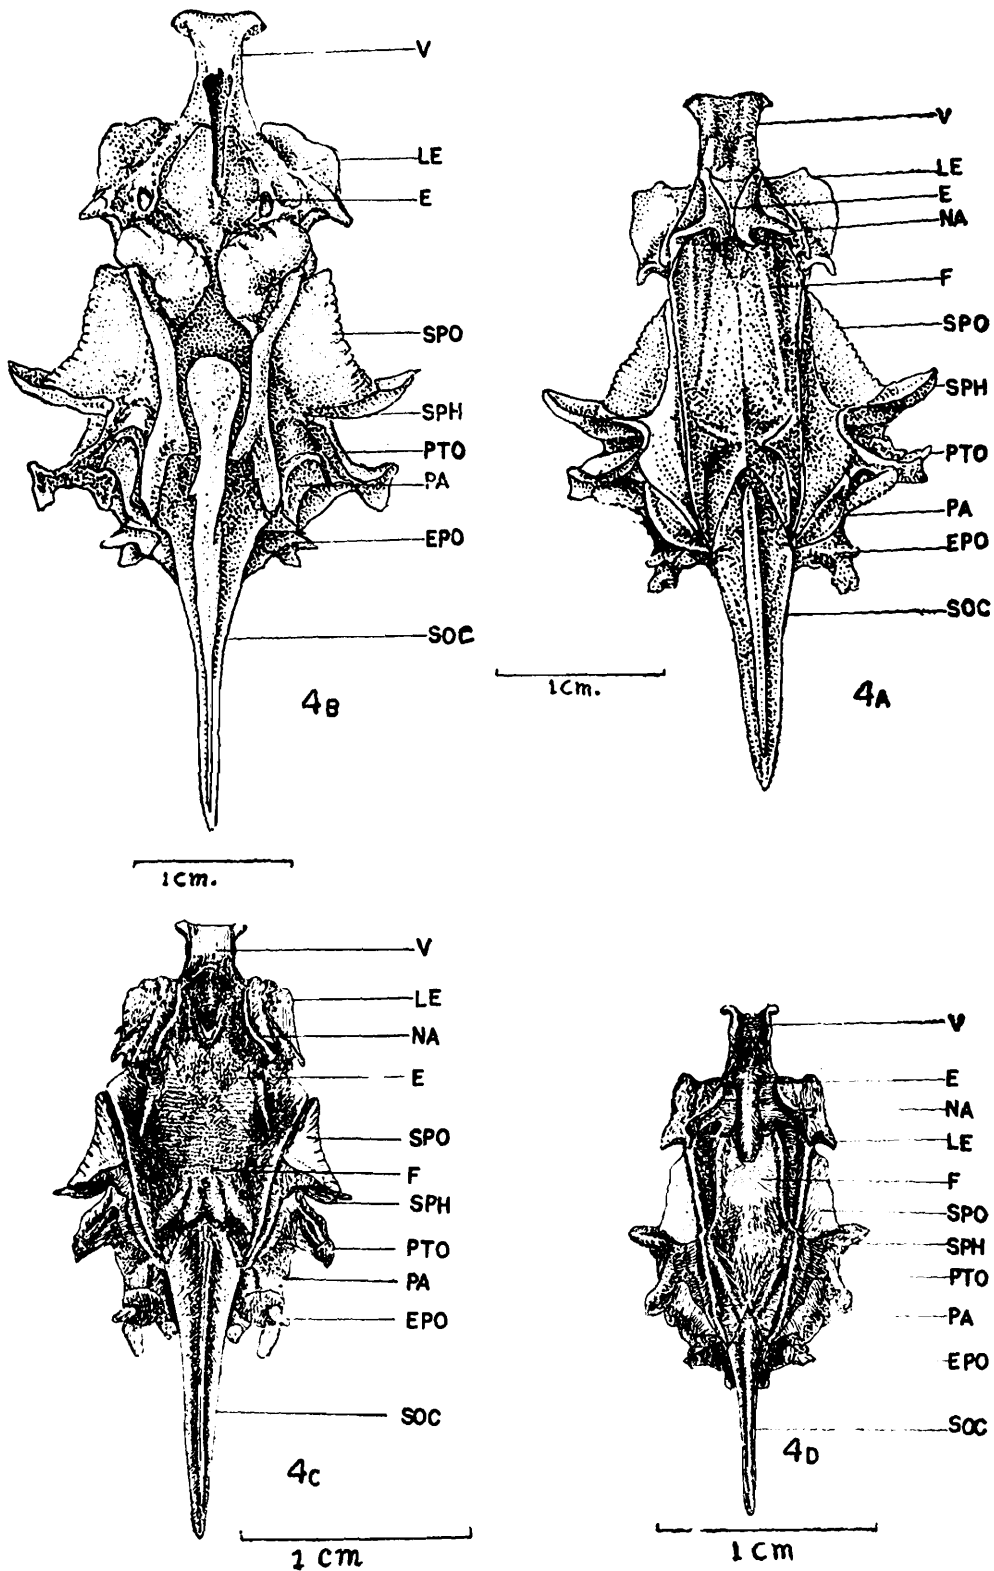 V
LE
E
SPO
SPH
PTO
PA
EPO
SOC
4B
1cm.
V
LE
E
NA
F
SPO
SPH
PTO
PA
EPO
SOC
1cm.
4A
V
LE
NA
E
SPO
F
SPH
PTO
PA
EPO
SOC
4C
1 cm
V
E
NA
LE
F
SPO
SPH
PTO
PA
EPO
SOC
4D
1 cm